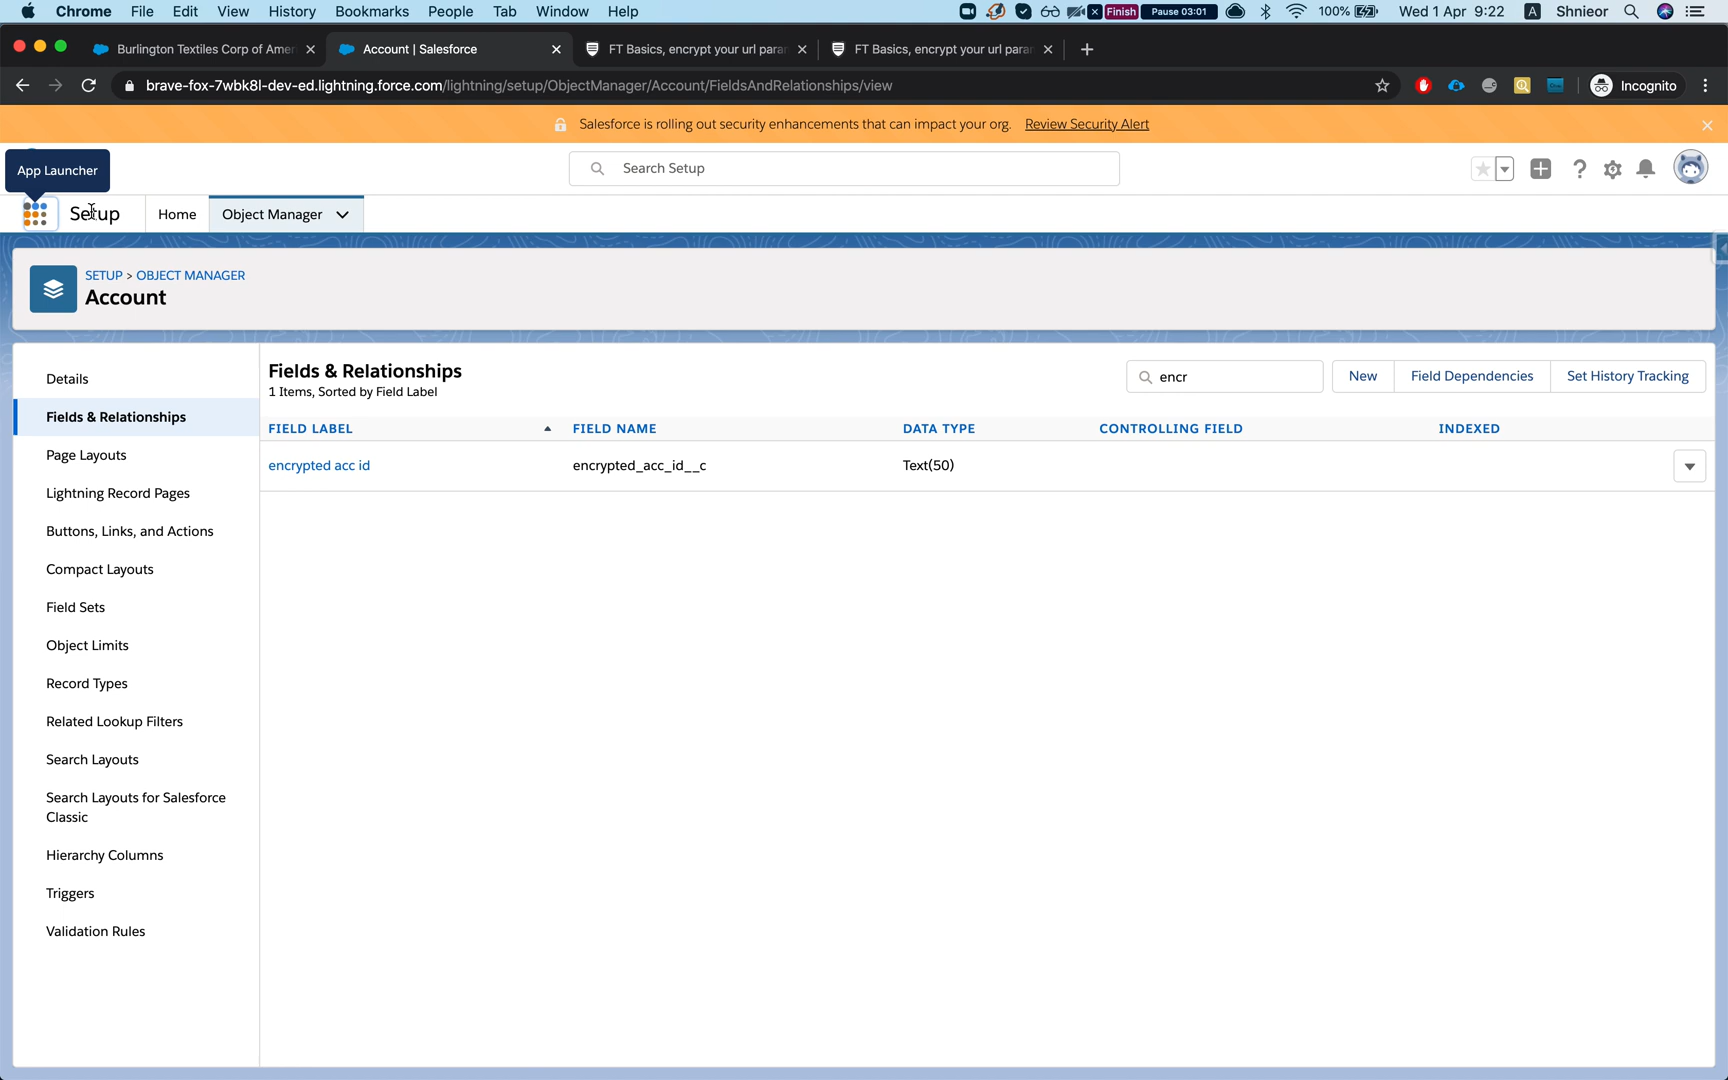 Chrome File Edit View History Bookmarks People Tab Window Help Finish Pause 03:01 100% Wed 1 Apr 9:22 A Shnieor
Burlington Textiles Corp of Amer Account | Salesforce FT Basics, encrypt your url para FT Basics, encrypt your url para
brave-fox-7wbk8l-dev-ed.lightning.force.com/lightning/setup/ObjectManager/Account/FieldsAndRelationships/view Incognito
Salesforce is rolling out security enhancements that can impact your org. Review Security Alert
App Launcher
Search Setup
Setup Home Object Manager
SETUP > OBJECT MANAGER
Account
Details
Fields & Relationships
Page Layouts
Lightning Record Pages
Buttons, Links, and Actions
Compact Layouts
Field Sets
Object Limits
Record Types
Related Lookup Filters
Search Layouts
Search Layouts for Salesforce
Classic
Hierarchy Columns
Triggers
Validation Rules
Fields & Relationships
1 Items, Sorted by Field Label
encr New Field Dependencies Set History Tracking
FIELD LABEL FIELD NAME DATA TYPE CONTROLLING FIELD INDEXED
encrypted acc id encrypted_acc_id__c Text(50)